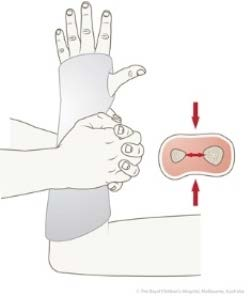 © The Royal Children's Hospital, Melbourne, Australia